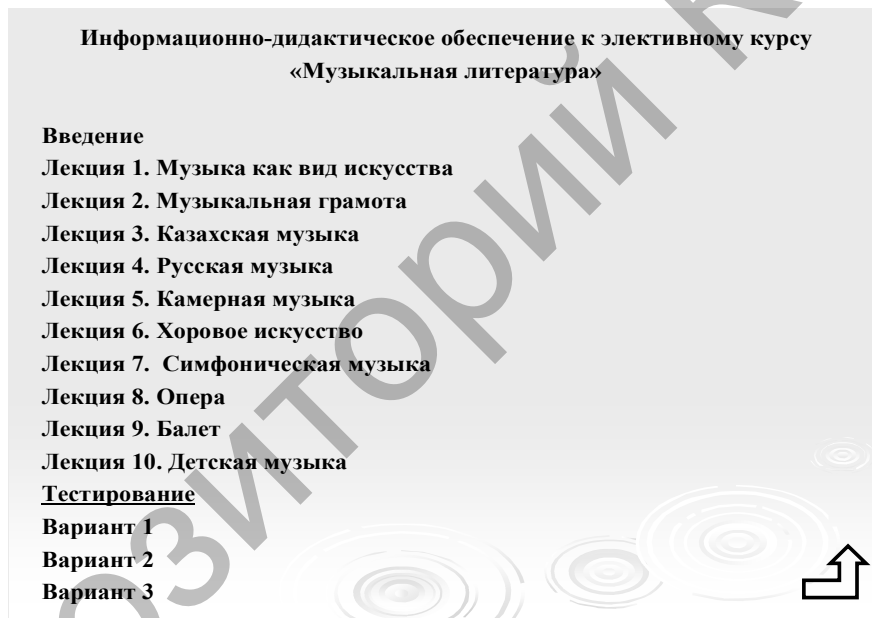 Информационно-дидактическое обеспечение к элективному курсу
«Музыкальная литература»
Введение
Лекция 1. Музыка как вид искусства
Лекция 2. Музыкальная грамота
Лекция 3. Казахская музыка
Лекция 4. Русская музыка
Лекция 5. Камерная музыка
Лекция 6. Хоровое искусство
Лекция 7. Симфоническая музыка
Лекция 8. Опера
Лекция 9. Балет
Лекция 10. Детская музыка
Тестирование
Вариант 1
Вариант 2
Вариант 3